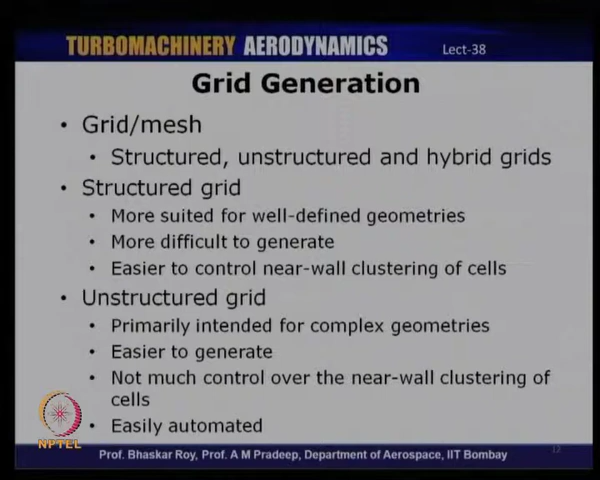 TURBOMACHINERY AERODYNAMICS Lect-38
Grid Generation
• Grid/mesh
• Structured, unstructured and hybrid grids
• Structured grid
• More suited for well-defined geometries
• More difficult to generate
• Easier to control near-wall clustering of cells
• Unstructured grid
• Primarily intended for complex geometries
• Easier to generate
• Not much control over the near-wall clustering of
cells
• Easily automated
NPTEL
Prof. Bhaskar Roy, Prof. A M Pradeep, Department of Aerospace, IIT Bombay
12